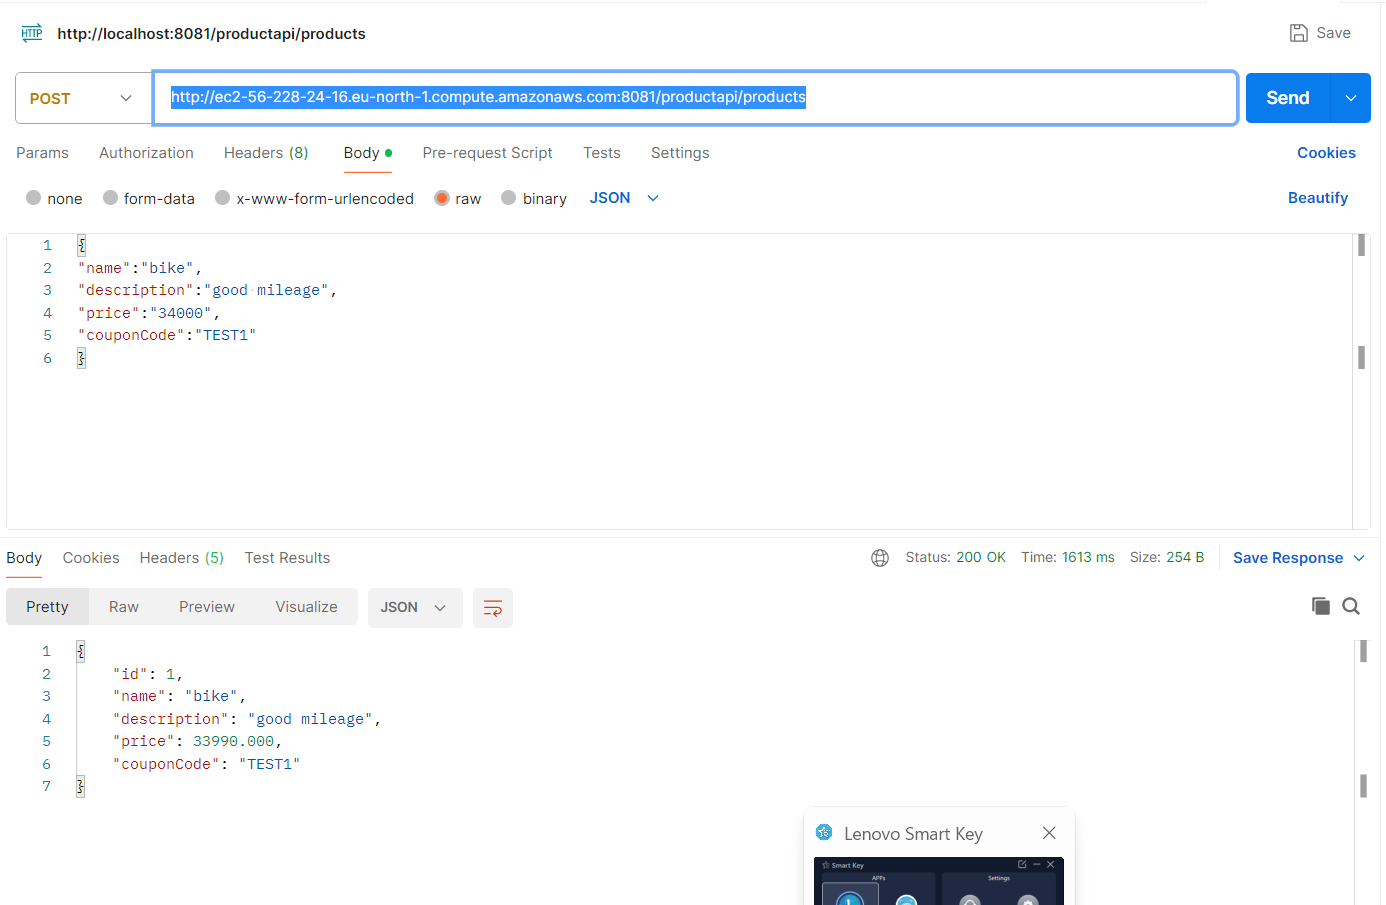 HTTP http://localhost:8081/productapi/products Save
POST http://ec2-56-228-24-16.eu-north-1.compute.amazonaws.com:8081/productapi/products Send
Params Authorization Headers (8) Body Pre-request Script Tests Settings Cookies
none form-data x-www-form-urlencoded raw binary JSON Beautify
1 {
2 "name":"bike",
3 "description":"good mileage",
4 "price":"34000",
5 "couponCode":"TEST1"
6 }
Body Cookies Headers (5) Test Results Status: 200 OK Time: 1613 ms Size: 254 B Save Response
Pretty Raw Preview Visualize JSON
1 {
2 "id": 1,
3 "name": "bike",
4 "description": "good mileage",
5 "price": 33990.000,
6 "couponCode": "TEST1"
7 }
Lenovo Smart Key
Smart Key
APPs Settings